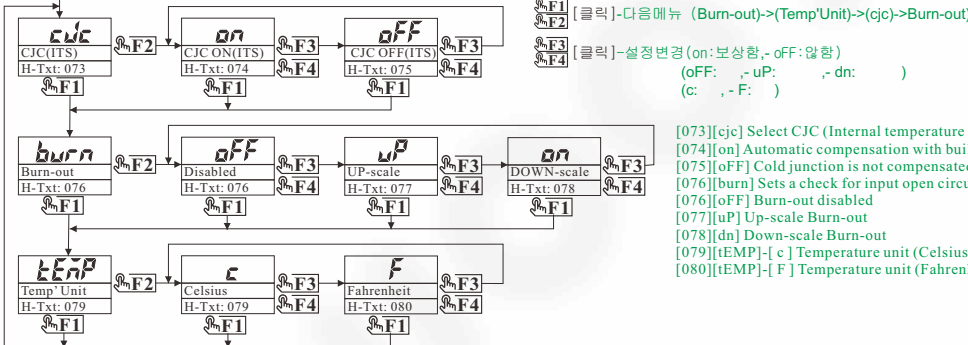 cJc
CJC(ITS)
H-Txt: 073
F1
F2
on
CJC ON(ITS)
H-Txt: 074
F1
F3
F4
oFF
CJC OFF(ITS)
H-Txt: 075
F1
F3
F4
burn
Burn-out
H-Txt: 076
F1
F2
oFF
Disabled
H-Txt: 076
F1
F3
F4
uP
UP-scale
H-Txt: 077
F1
F3
F4
on
DOWN-scale
H-Txt: 078
F1
F3
F4
tEmP
Temp' Unit
H-Txt: 079
F1
F2
c
Celsius
H-Txt: 079
F1
F3
F4
F
Fahrenheit
H-Txt: 080
F1
F3
F4
F1
F2
[클릭]-다음메뉴 (Burn-out)->(Temp'Unit)->(cjc)->Burn-out)
F3
F4
[클릭]-설정변경(on:보상함,- oFF:않함)
(oFF: ,- uP: ,- dn: )
(c: , - F: )
[073][cjc] Select CJC (Internal temperature
[074][on] Automatic compensation with buil
[075][oFF] Cold junction is not compensated
[076][burn] Sets a check for input open circu
[076][oFF] Burn-out disabled
[077][uP] Up-scale Burn-out
[078][dn] Down-scale Burn-out
[079][tEMP]-[ c ] Temperature unit (Celsius
[080][tEMP]-[ F ] Temperature unit (Fahrenh